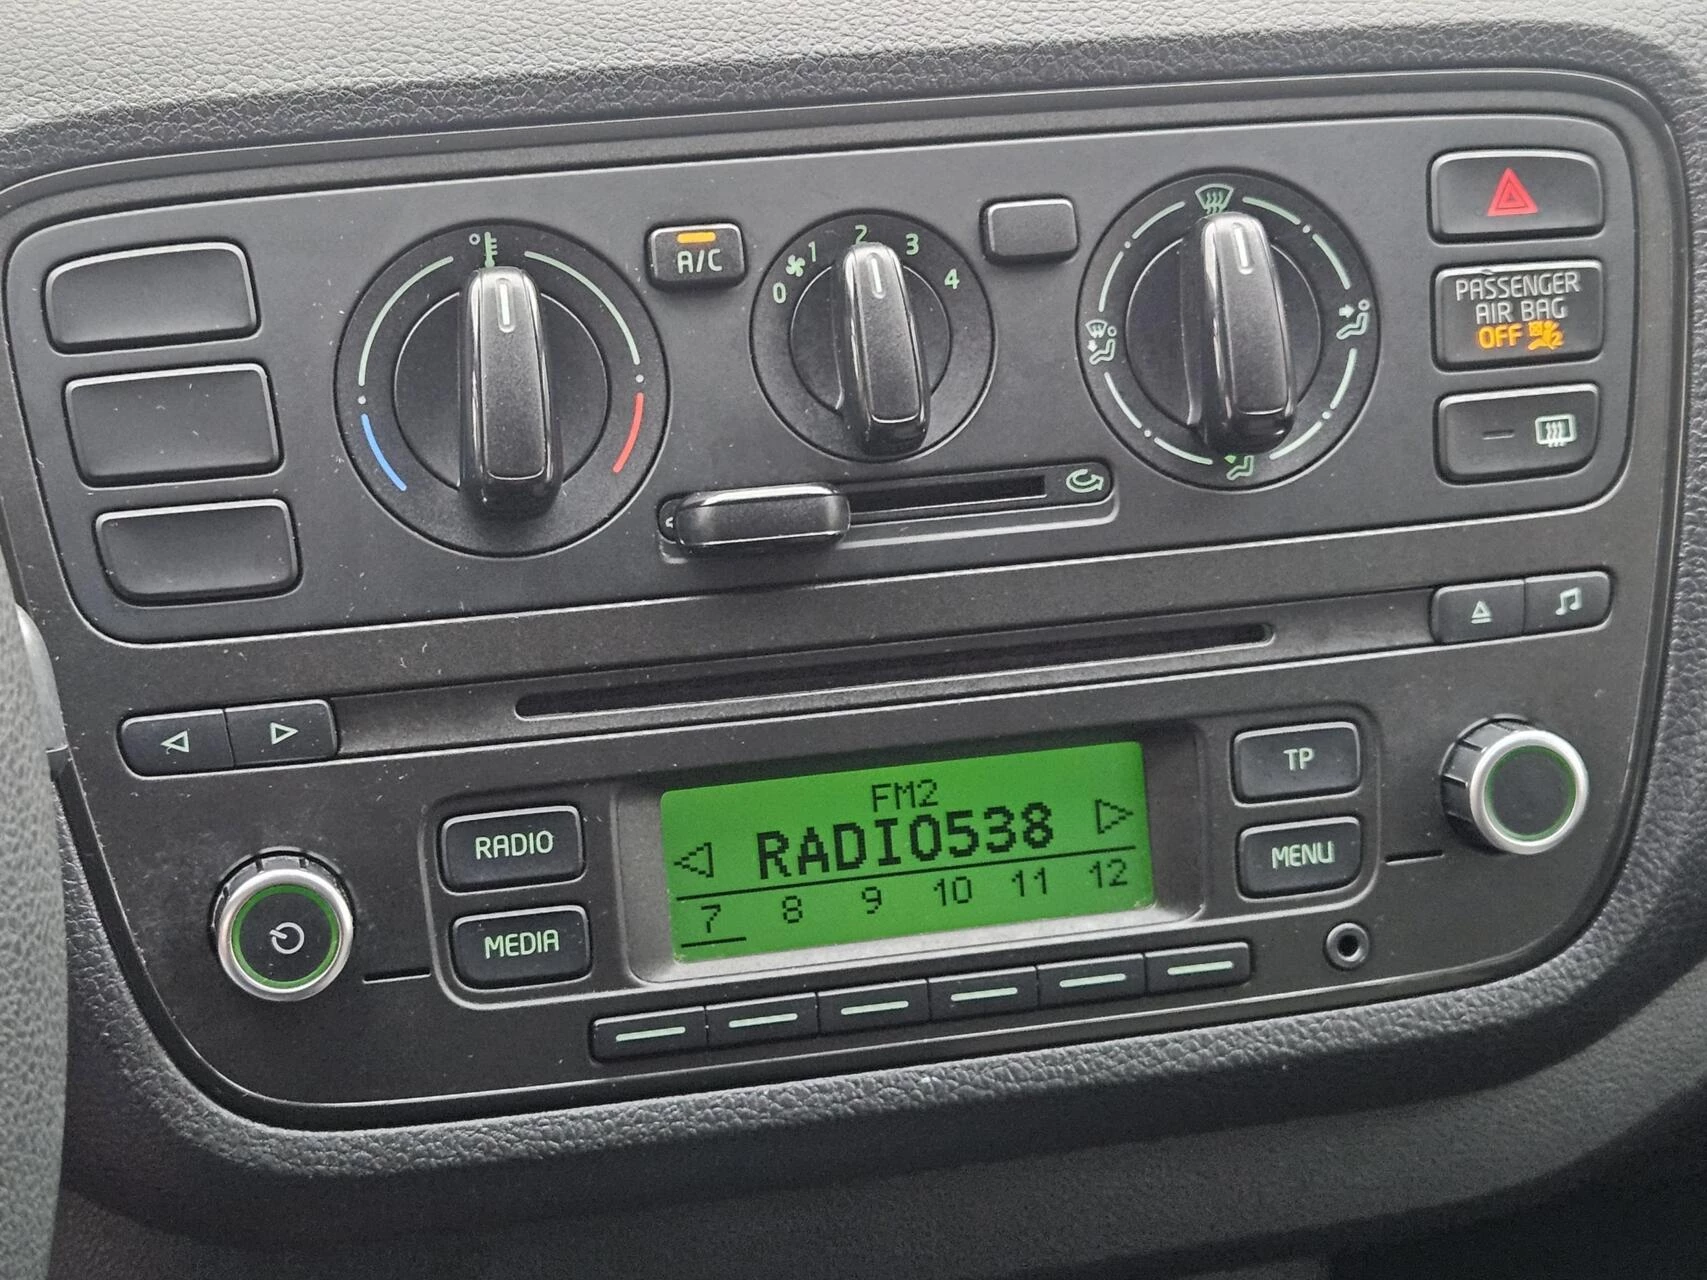 A/C
0 1 2 3 4
PASSENGER
AIR BAG
OFF
RADIO
MEDIA
FM2
RADIO538
7 8 9 10 11 12
TP
MENU